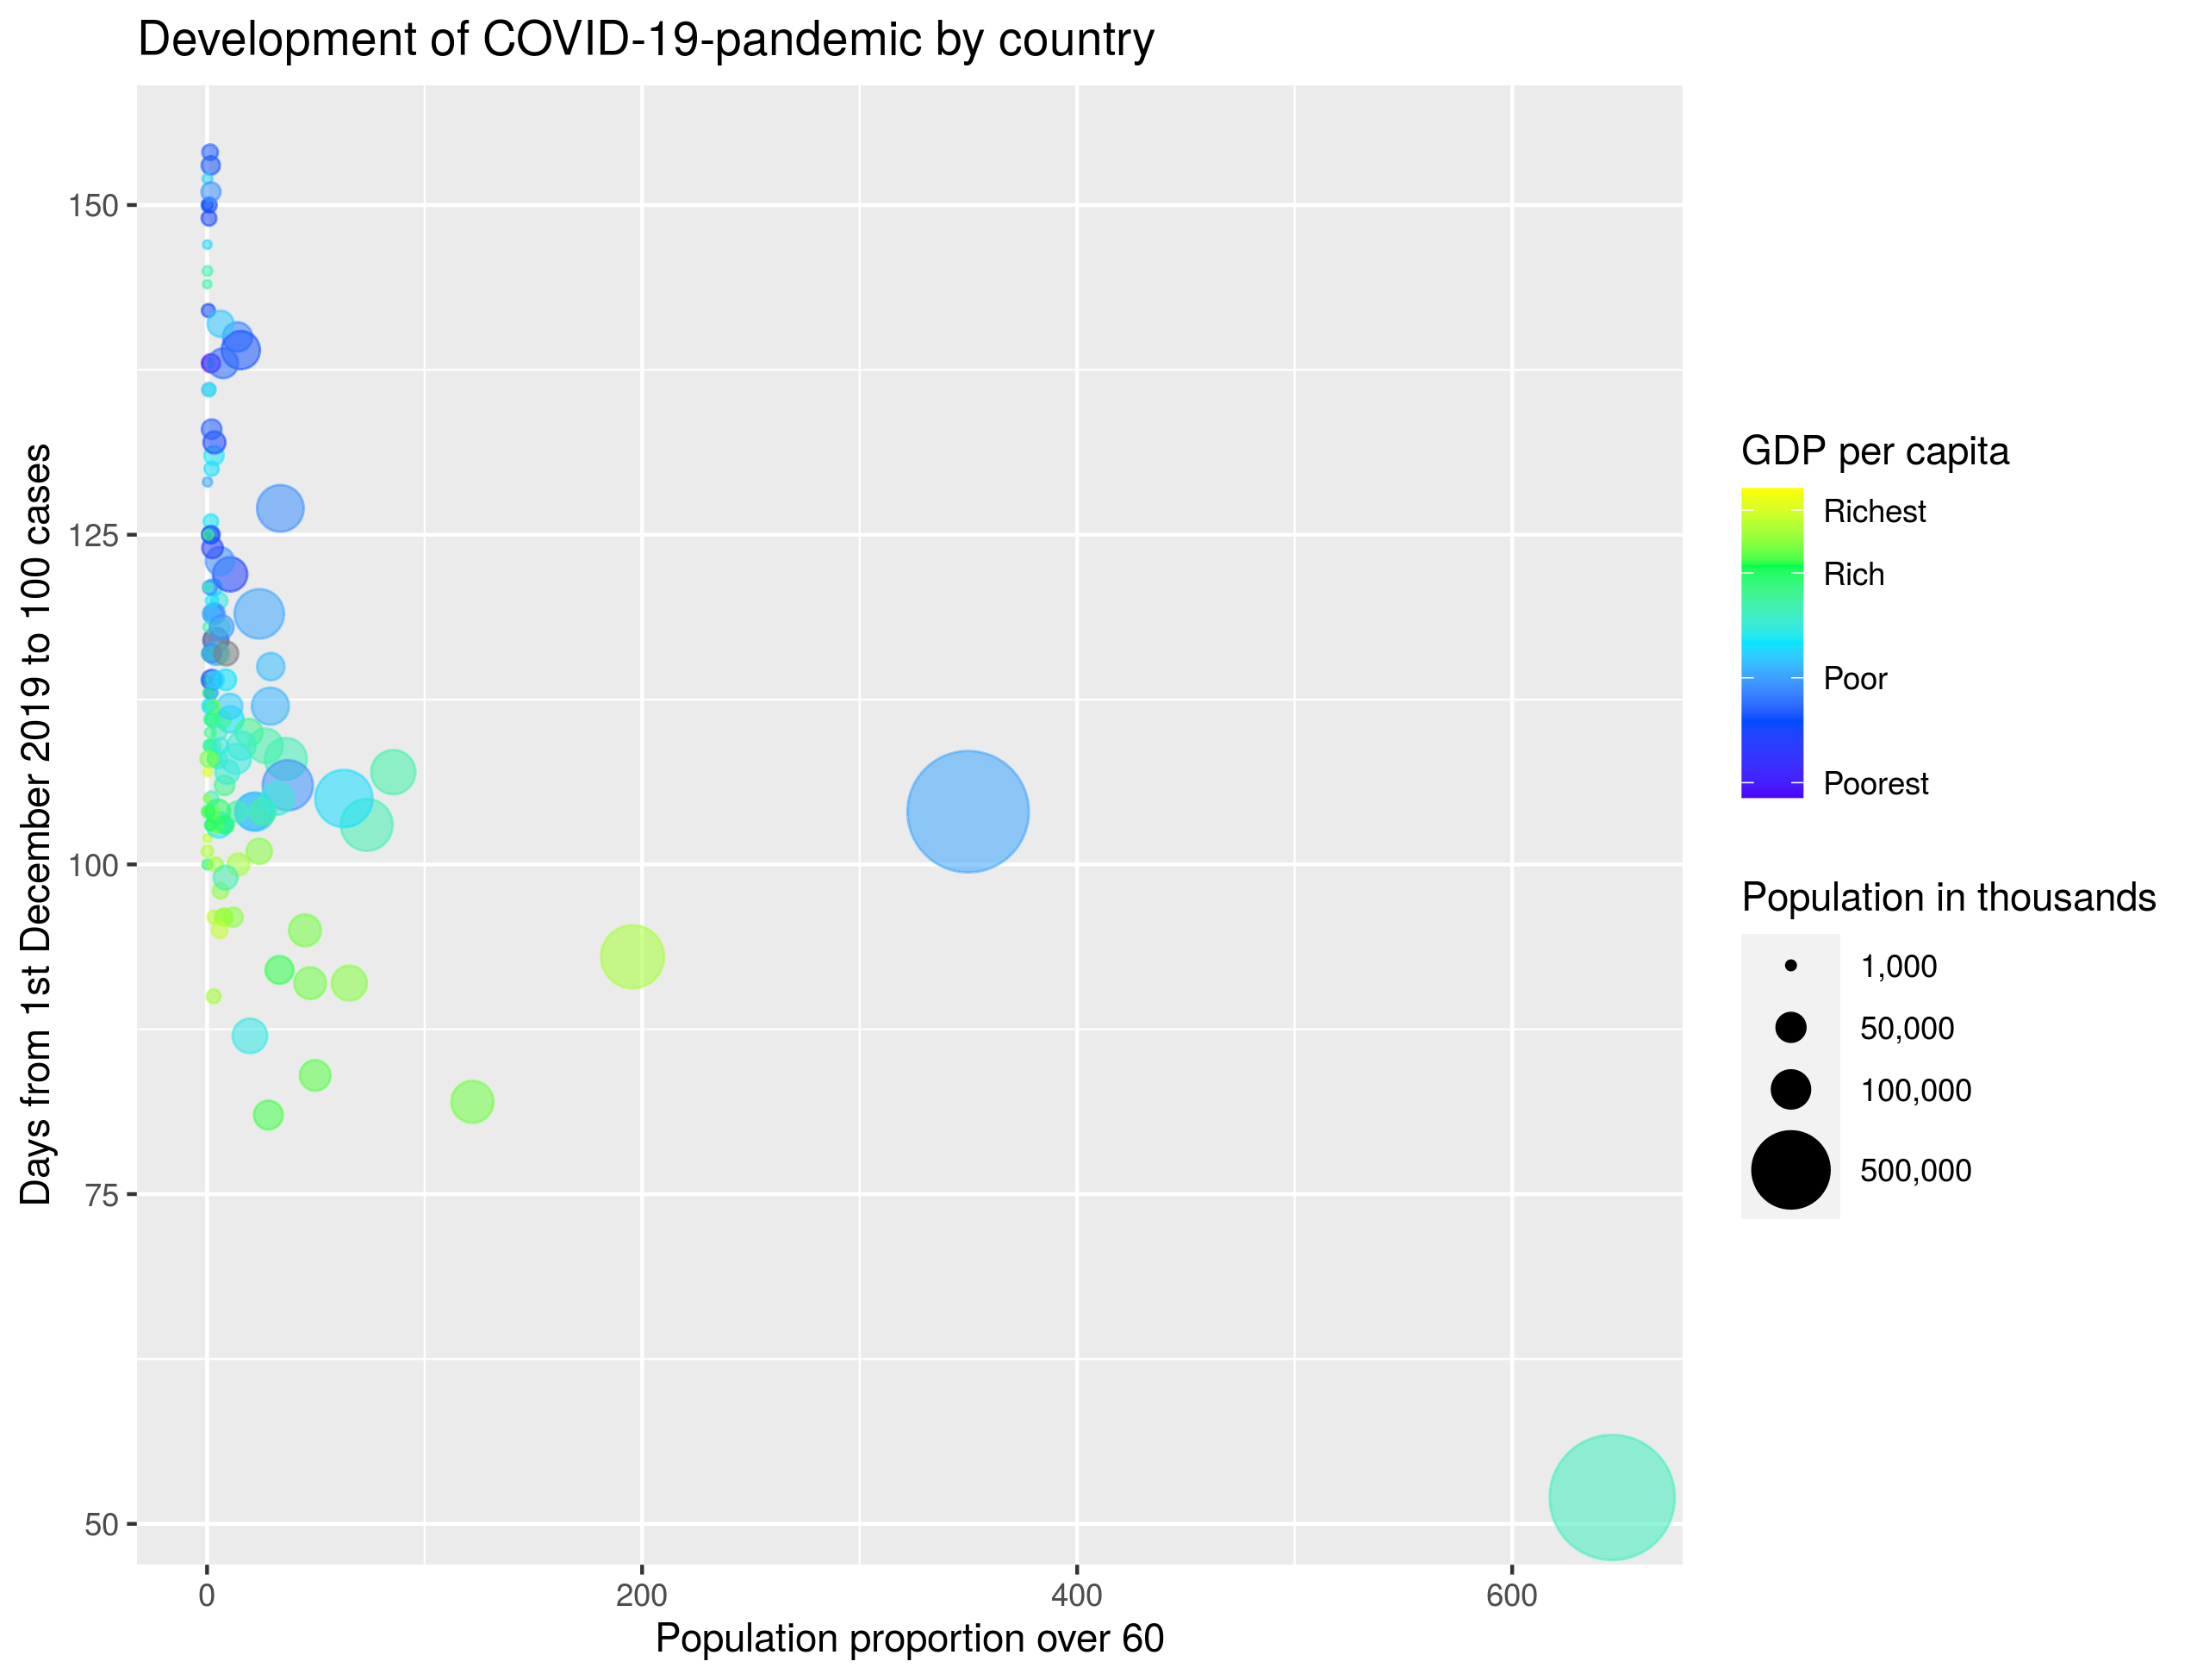 Development of COVID-19-pandemic by country
Days from 1st December 2019 to 100 cases
150
125
100
75
50
0
200
400
600
Population proportion over 60
GDP per capita
Richest
Rich
Poor
Poorest
Population in thousands
1,000
50,000
100,000
500,000